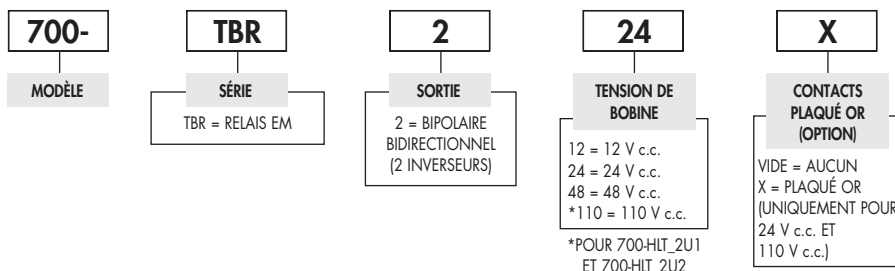 700-
TBR
2
24
X
MODÈLE
SÉRIE
TBR = RELAIS EM
SORTIE
2 = BIPOLAIRE
BIDIRECTIONNEL
(2 INVERSEURS)
TENSION DE
BOBINE
12 = 12 V c.c.
24 = 24 V c.c.
48 = 48 V c.c.
*110 = 110 V c.c.
*POUR 700-HLT_2U1
ET 700-HLT_2U2
CONTACTS
PLAQUÉ OR
(OPTION)
VIDE = AUCUN
X = PLAQUÉ OR
(UNIQUEMENT POUR
24 V c.c. ET
110 V c.c.)